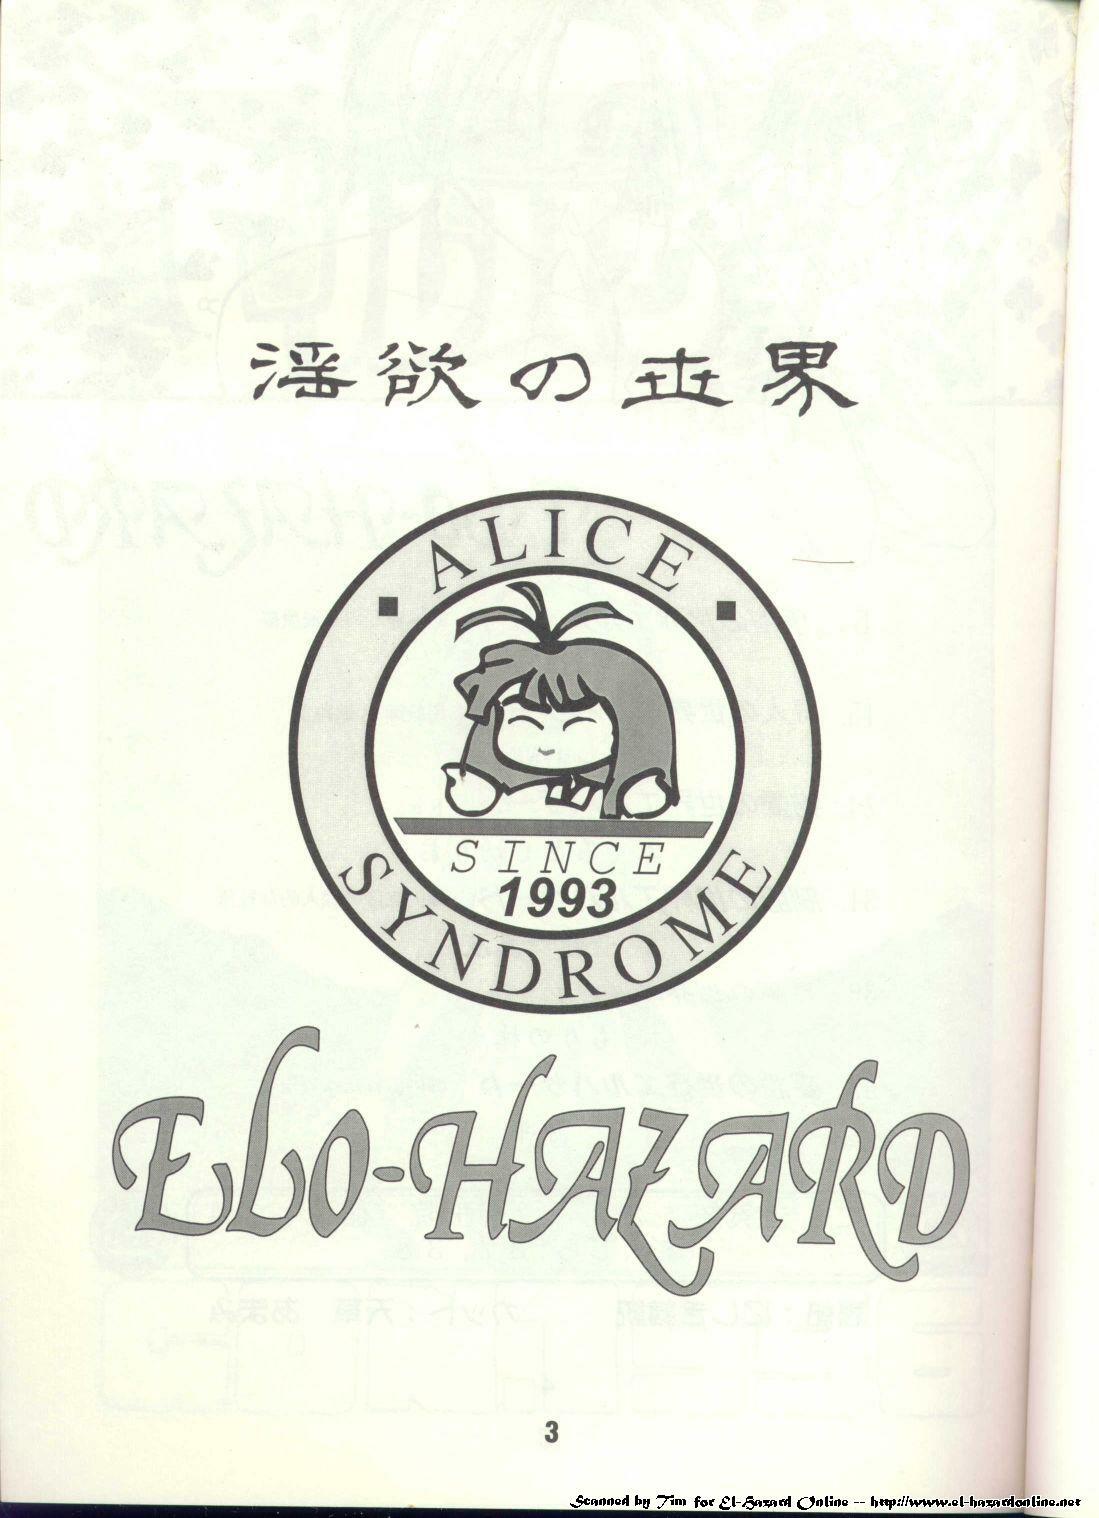 淫欲の世界
ALICE
SINCE
1993
SYNDROME
ELO-HAZARD
3
Scanned by Tim for El-Hazard Online -- http://www.el-hazardonline.net